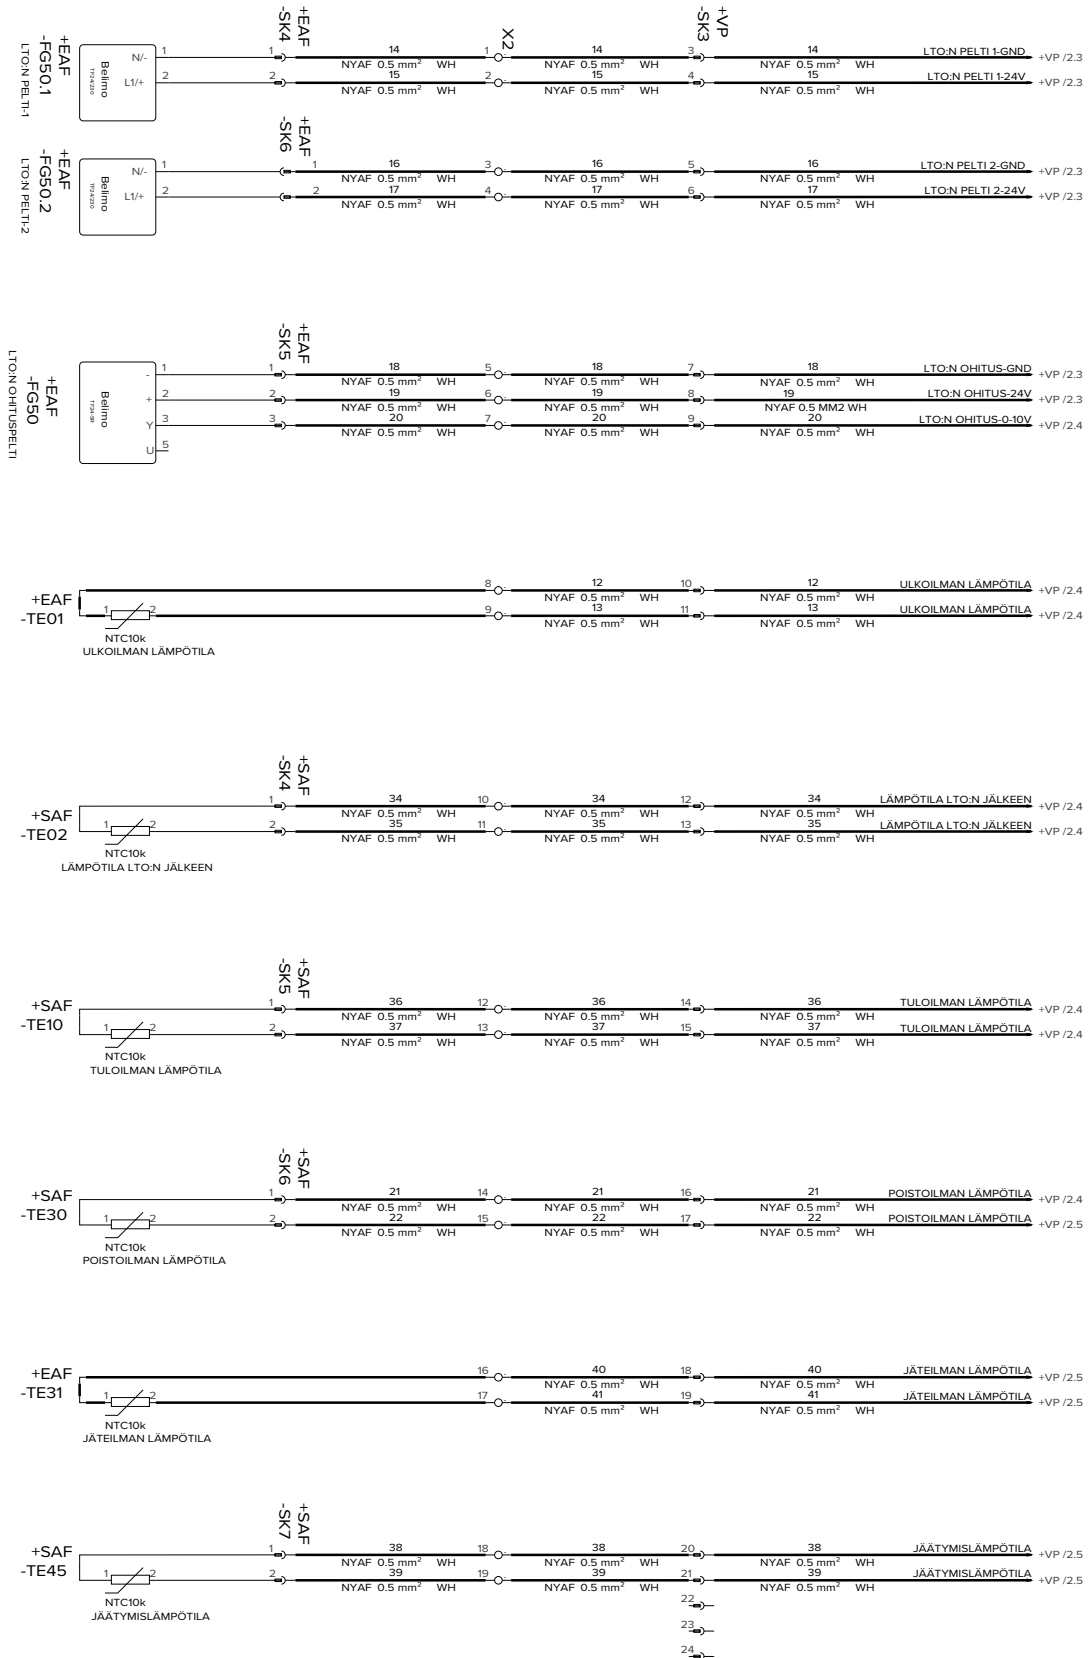 +EAF
-SK4
X2
+VP
-SK3
+EAF
-FG50.1
LTO:N PELTI-1
Belimo
TF24/230
N/-
L1/+
1 1 14 1 14 3 14 LTO:N PELTI 1-GND +VP /2.3
NYAF 0.5 mm² WH NYAF 0.5 mm² WH NYAF 0.5 mm² WH
2 2 15 2 15 4 15 LTO:N PELTI 1-24V +VP /2.3
NYAF 0.5 mm² WH NYAF 0.5 mm² WH NYAF 0.5 mm² WH
+EAF
-SK6
+EAF
-FG50.2
LTO:N PELTI-2
Belimo
TF24/230
N/-
L1/+
1 1 16 3 16 5 16 LTO:N PELTI 2-GND +VP /2.3
NYAF 0.5 mm² WH NYAF 0.5 mm² WH NYAF 0.5 mm² WH
2 2 17 4 17 6 17 LTO:N PELTI 2-24V +VP /2.3
NYAF 0.5 mm² WH NYAF 0.5 mm² WH NYAF 0.5 mm² WH
+EAF
-SK5
+EAF
-FG50
LTO:N OHITUSPELTI
Belimo
TF24-SR
-
+
Y
U
1 1 18 5 18 7 18 LTO:N OHITUS-GND +VP /2.3
NYAF 0.5 mm² WH NYAF 0.5 mm² WH NYAF 0.5 mm² WH
2 2 19 6 19 8 19 LTO:N OHITUS-24V +VP /2.3
NYAF 0.5 mm² WH NYAF 0.5 mm² WH NYAF 0.5 MM2 WH
3 3 20 7 20 9 20 LTO:N OHITUS-0-10V +VP /2.4
NYAF 0.5 mm² WH NYAF 0.5 mm² WH NYAF 0.5 mm² WH
5
8 12 10 12 ULKOILMAN LÄMPÖTILA +VP /2.4
NYAF 0.5 mm² WH NYAF 0.5 mm² WH
+EAF
-TE01
1 2 9 13 11 13 ULKOILMAN LÄMPÖTILA +VP /2.4
NYAF 0.5 mm² WH NYAF 0.5 mm² WH
NTC10k
ULKOILMAN LÄMPÖTILA
+SAF
-SK4
1 34 10 34 12 34 LÄMPÖTILA LTO:N JÄLKEEN +VP /2.4
NYAF 0.5 mm² WH NYAF 0.5 mm² WH NYAF 0.5 mm² WH
+SAF
-TE02
1 2 2 35 11 35 13 35 LÄMPÖTILA LTO:N JÄLKEEN +VP /2.4
NYAF 0.5 mm² WH NYAF 0.5 mm² WH NYAF 0.5 mm² WH
NTC10k
LÄMPÖTILA LTO:N JÄLKEEN
+SAF
-SK5
1 36 12 36 14 36 TULOILMAN LÄMPÖTILA +VP /2.4
NYAF 0.5 mm² WH NYAF 0.5 mm² WH NYAF 0.5 mm² WH
+SAF
-TE10
1 2 2 37 13 37 15 37 TULOILMAN LÄMPÖTILA +VP /2.4
NYAF 0.5 mm² WH NYAF 0.5 mm² WH NYAF 0.5 mm² WH
NTC10k
TULOILMAN LÄMPÖTILA
+SAF
-SK6
1 21 14 21 16 21 POISTOILMAN LÄMPÖTILA +VP /2.4
NYAF 0.5 mm² WH NYAF 0.5 mm² WH NYAF 0.5 mm² WH
+SAF
-TE30
1 2 2 22 15 22 17 22 POISTOILMAN LÄMPÖTILA +VP /2.5
NYAF 0.5 mm² WH NYAF 0.5 mm² WH NYAF 0.5 mm² WH
NTC10k
POISTOILMAN LÄMPÖTILA
16 40 18 40 JÄTEILMAN LÄMPÖTILA +VP /2.5
NYAF 0.5 mm² WH NYAF 0.5 mm² WH
+EAF
-TE31
1 2 17 41 19 41 JÄTEILMAN LÄMPÖTILA +VP /2.5
NYAF 0.5 mm² WH NYAF 0.5 mm² WH
NTC10k
JÄTEILMAN LÄMPÖTILA
+SAF
-SK7
1 38 18 38 20 38 JÄÄTYMISLÄMPÖTILA +VP /2.5
NYAF 0.5 mm² WH NYAF 0.5 mm² WH NYAF 0.5 mm² WH
+SAF
-TE45
1 2 2 39 19 39 21 39 JÄÄTYMISLÄMPÖTILA +VP /2.5
NYAF 0.5 mm² WH NYAF 0.5 mm² WH NYAF 0.5 mm² WH
NTC10k
JÄÄTYMISLÄMPÖTILA
22
23
24